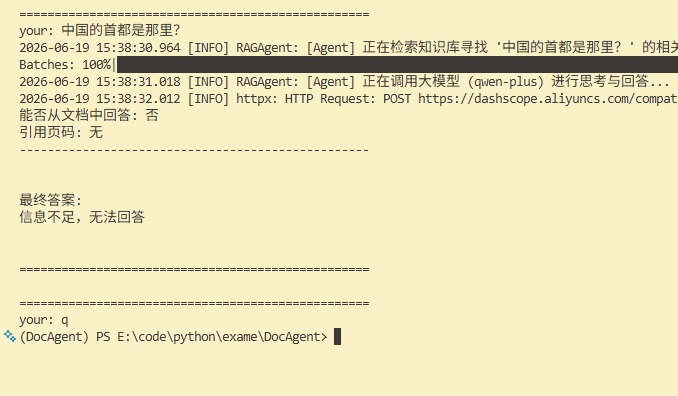 ==================================================
your: 中国的首都是那里？
2026-06-19 15:38:30.964 [INFO] RAGAgent: [Agent] 正在检索知识库寻找 '中国的首都是那里？' 的相关
Batches: 100%|
2026-06-19 15:38:31.018 [INFO] RAGAgent: [Agent] 正在调用大模型 (qwen-plus) 进行思考与回答...
2026-06-19 15:38:32.012 [INFO] httpx: HTTP Request: POST https://dashscope.aliyuncs.com/compat
能否从文档中回答: 否
引用页码: 无
--------------------------------------------------
最终答案:
信息不足，无法回答
==================================================
==================================================
your: q
(DocAgent) PS E:\code\python\exame\DocAgent>